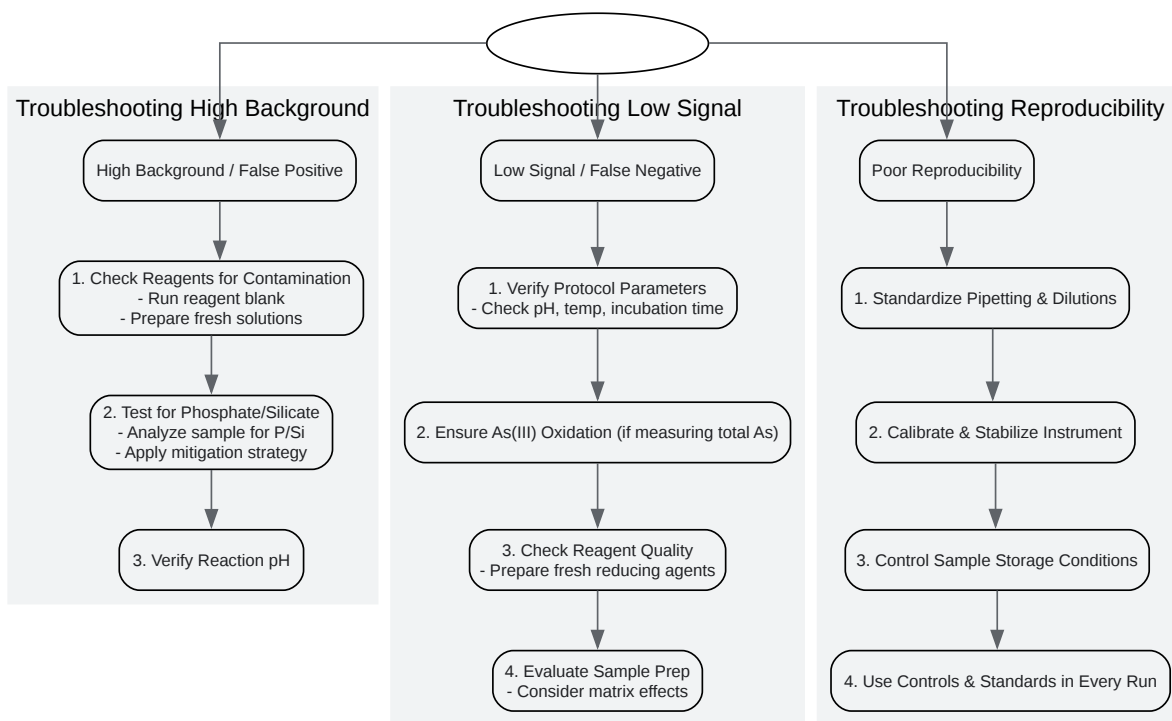 Troubleshooting High Background
High Background / False Positive
1. Check Reagents for Contamination
- Run reagent blank
- Prepare fresh solutions
2. Test for Phosphate/Silicate
- Analyze sample for P/Si
- Apply mitigation strategy
3. Verify Reaction pH
Troubleshooting Low Signal
Low Signal / False Negative
1. Verify Protocol Parameters
- Check pH, temp, incubation time
2. Ensure As(III) Oxidation (if measuring total As)
3. Check Reagent Quality
- Prepare fresh reducing agents
4. Evaluate Sample Prep
- Consider matrix effects
Troubleshooting Reproducibility
Poor Reproducibility
1. Standardize Pipetting & Dilutions
2. Calibrate & Stabilize Instrument
3. Control Sample Storage Conditions
4. Use Controls & Standards in Every Run